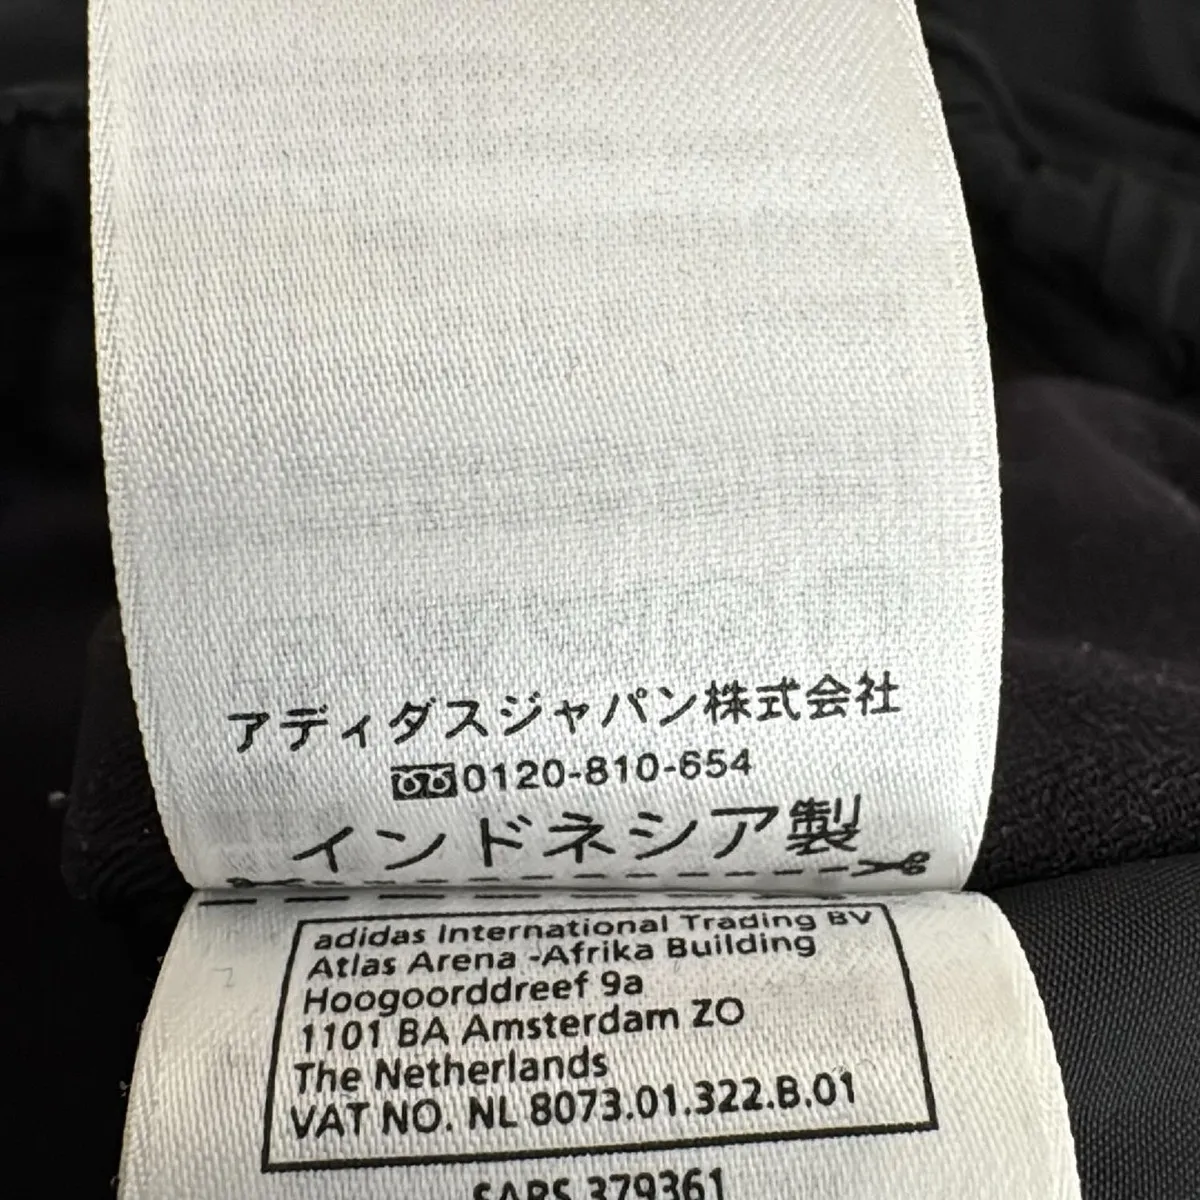 アディダスジャパン株式会社
0120-810-654
インドネシア製
adidas International Trading BV
Atlas Arena -Afrika Building
Hoogoorddreef 9a
1101 BA Amsterdam ZO
The Netherlands
VAT NO. NL 8073.01.322.B.01
SAPS 379361